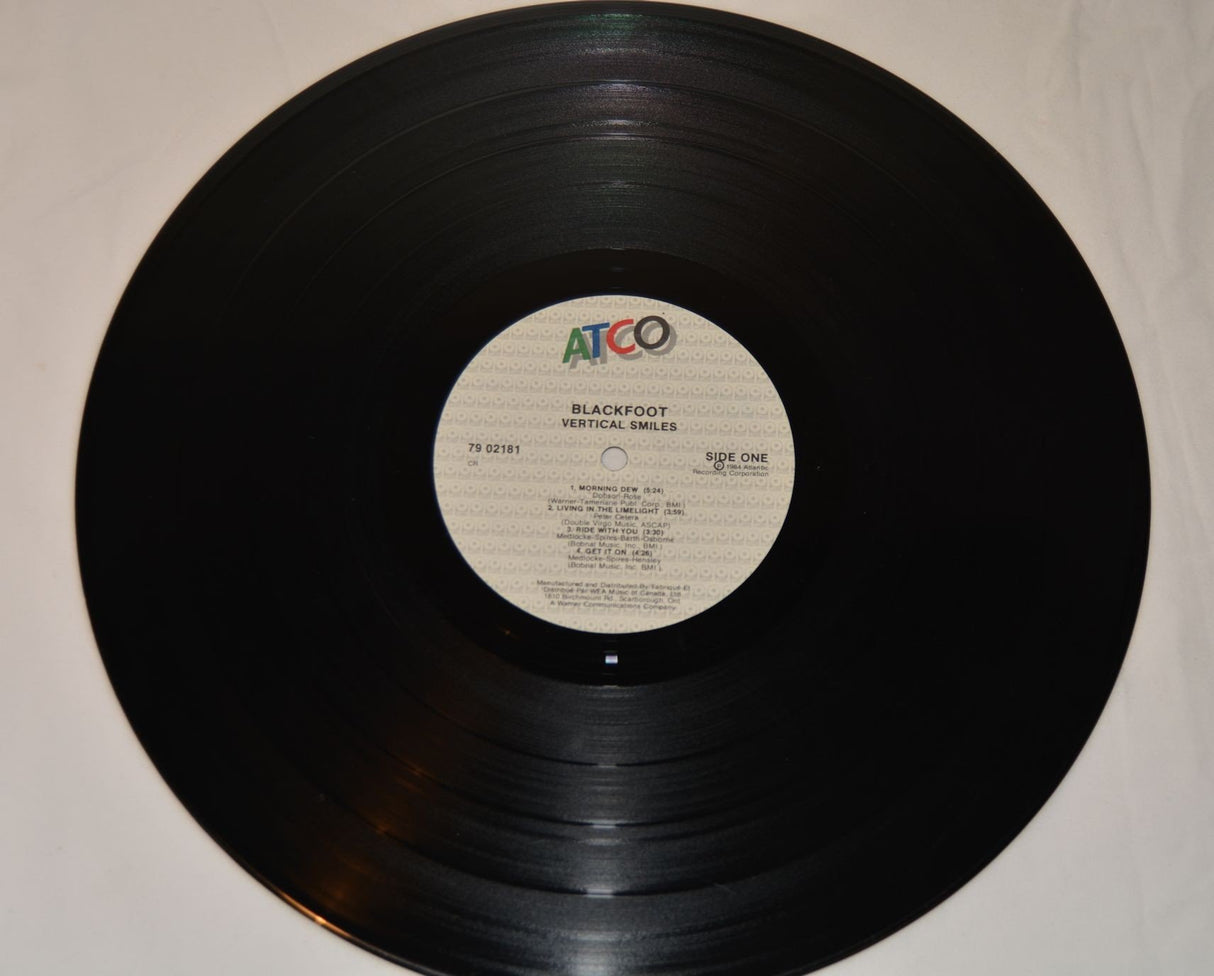 ATCO
BLACKFOOT
VERTICAL SMILES
79 02181
CR
SIDE ONE
Ⓟ 1984 Atlantic
Recording Corporation
1. MORNING DEW (5:24)
Dobson-Rose
(Warner-Tamerlane Publ. Corp. BMI)
2. LIVING IN THE LIMELIGHT (3:59)
Peter Cetera
(Double Virgo Music, ASCAP)
3. RIDE WITH YOU (3:30)
Medlocke-Spires-Barth-Osborne
(Bobnal Music, Inc. BMI)
4. GET IT ON (4:26)
Medlocke-Spires-Hensley
(Bobnal Music, Inc. BMI)
Manufactured and Distributed By/Fabriqué Et
Distribué Par WEA Music of Canada, Ltd.
1810 Birchmount Rd., Scarborough, Ont.
A Warner Communications Company